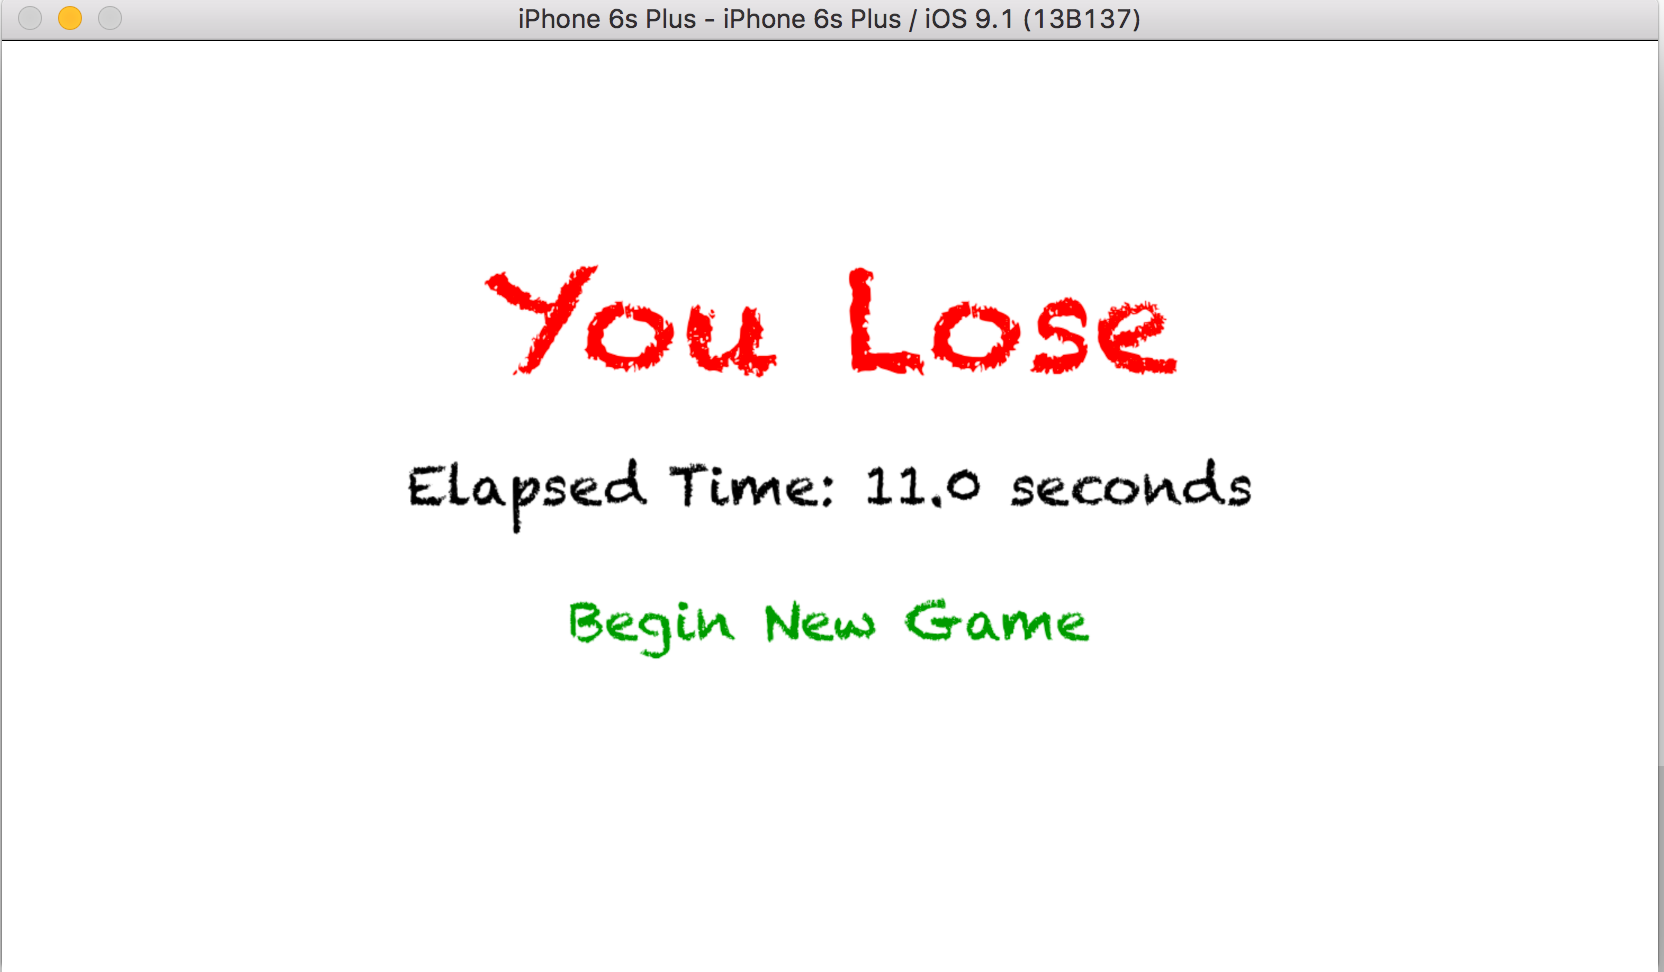 iPhone 6s Plus - iPhone 6s Plus / iOS 9.1 (13B137)
You Lose
Elapsed Time: 11.0 seconds
Begin New Game